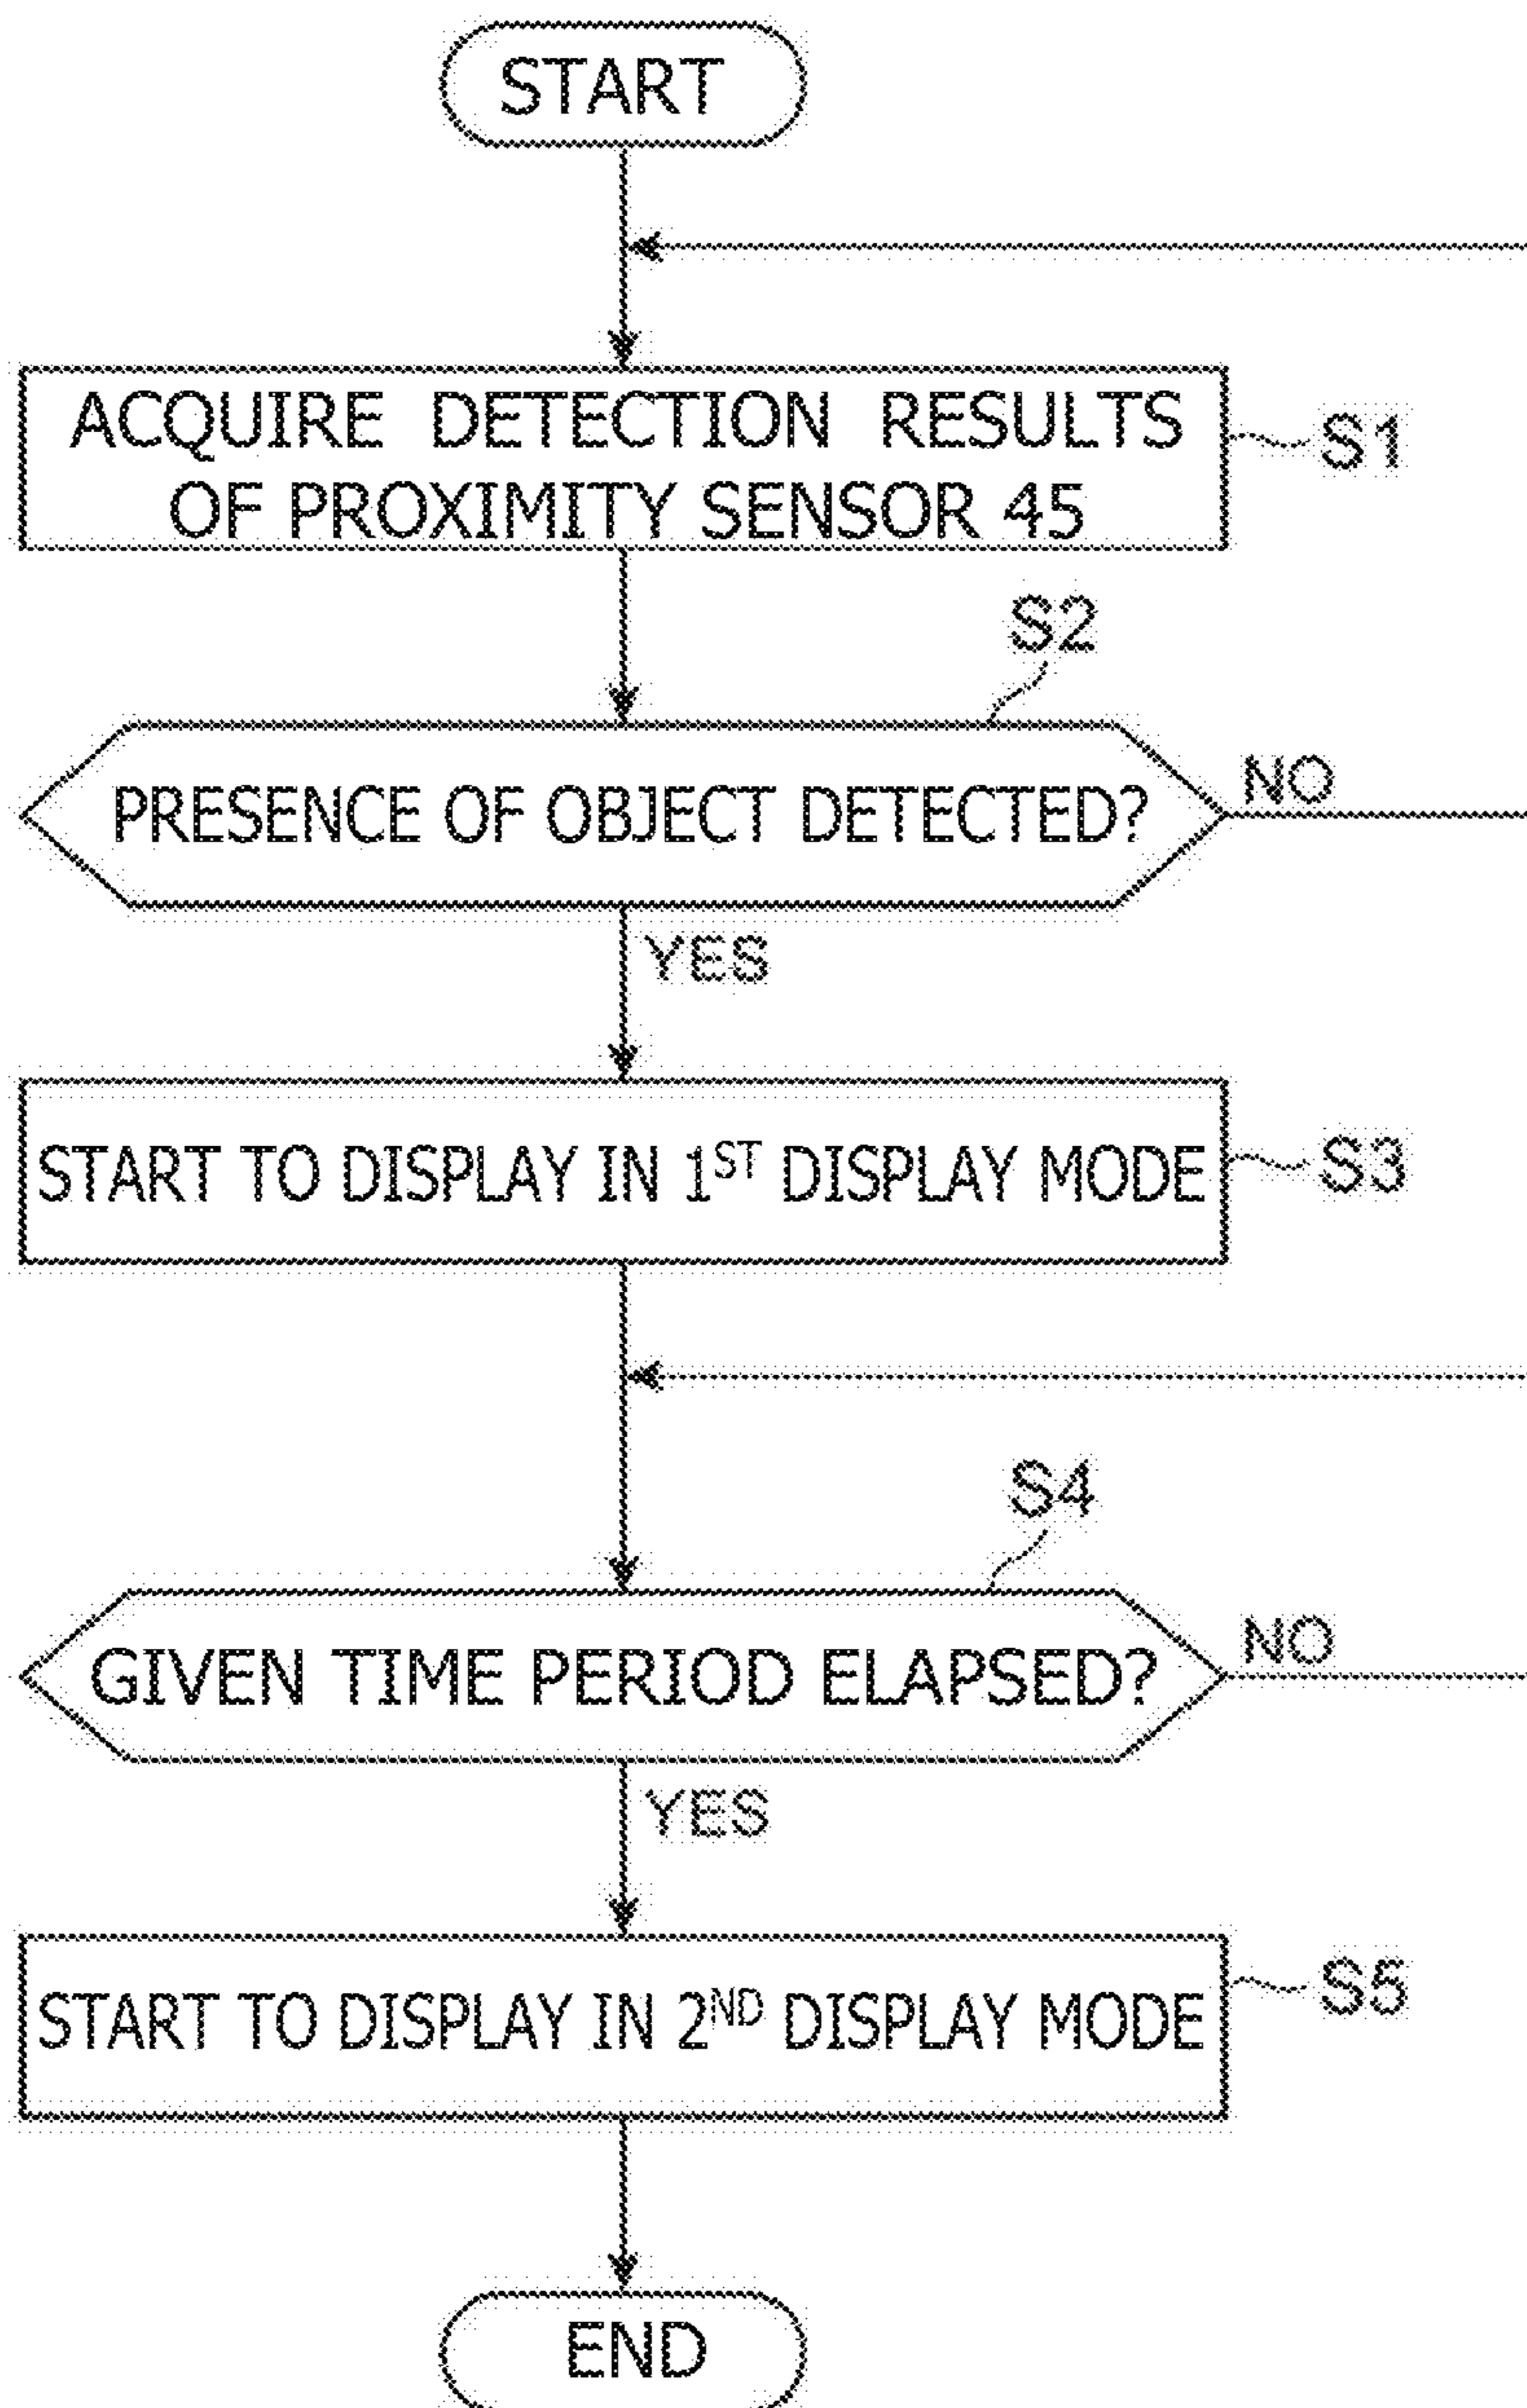 START
ACQUIRE DETECTION RESULTS
OF PROXIMITY SENSOR 45
S1
S2
PRESENCE OF OBJECT DETECTED?
NO
YES
START TO DISPLAY IN 1ST DISPLAY MODE
S3
S4
GIVEN TIME PERIOD ELAPSED?
NO
YES
START TO DISPLAY IN 2ND DISPLAY MODE
S5
END